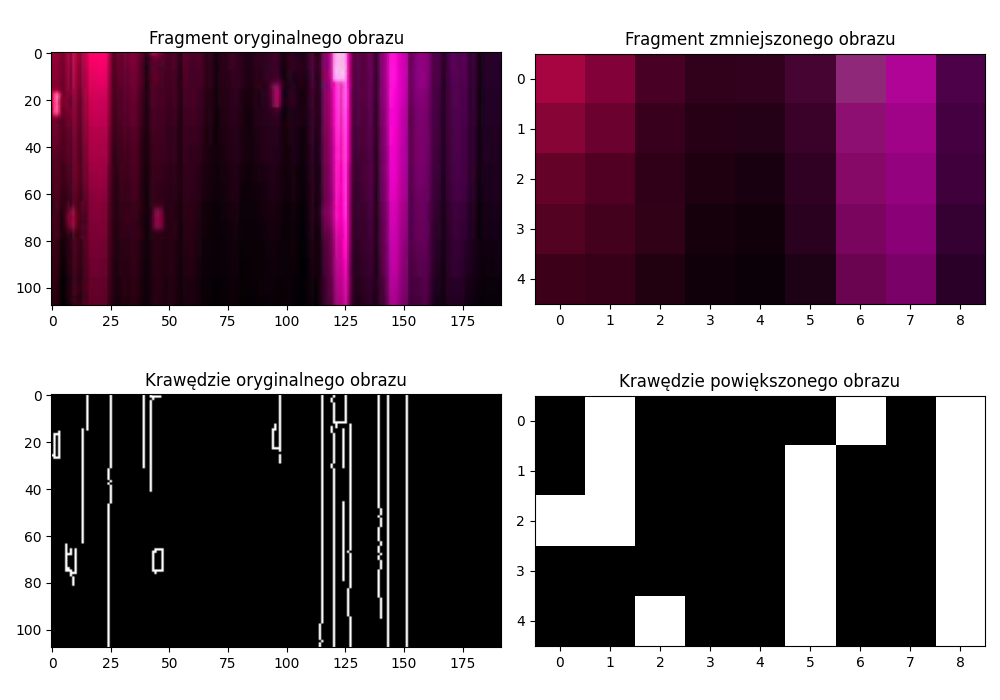 Fragment oryginalnego obrazu
0
20
40
60
80
100
0 25 50 75 100 125 150 175
Fragment zmniejszonego obrazu
0
1
2
3
4
0 1 2 3 4 5 6 7 8
Krawędzie oryginalnego obrazu
0
20
40
60
80
100
0 25 50 75 100 125 150 175
Krawędzie powiększonego obrazu
0
1
2
3
4
0 1 2 3 4 5 6 7 8